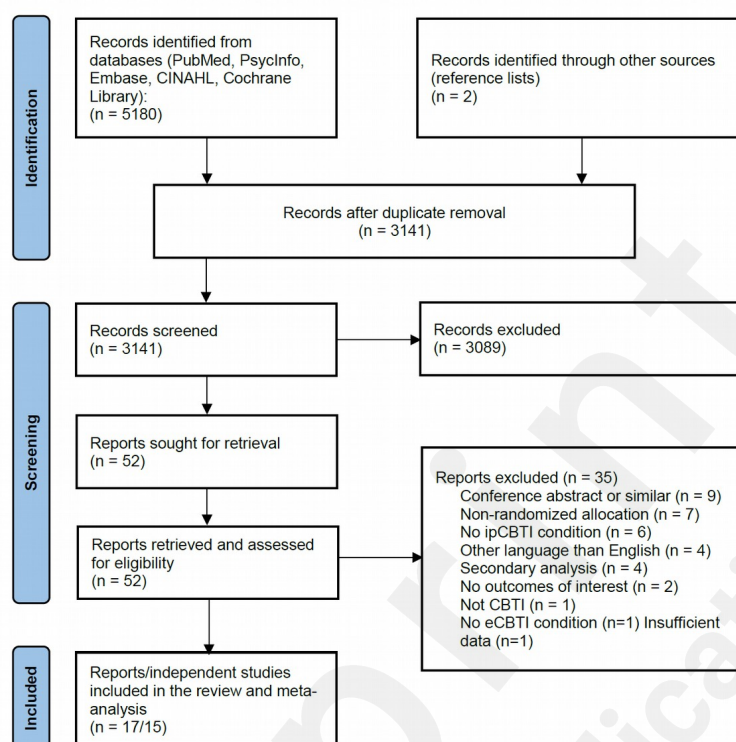 Identification
Records identified from
databases (PubMed, PsycInfo,
Embase, CINAHL, Cochrane
Library):
(n = 5180)
Records identified through other sources
(reference lists)
(n = 2)
Records after duplicate removal
(n = 3141)
Screening
Records screened
(n = 3141)
Records excluded
(n = 3089)
Reports sought for retrieval
(n = 52)
Reports retrieved and assessed
for eligibility
(n = 52)
Reports excluded (n = 35)
Conference abstract or similar (n = 9)
Non-randomized allocation (n = 7)
No ipCBTI condition (n = 6)
Other language than English (n = 4)
Secondary analysis (n = 4)
No outcomes of interest (n = 2)
Not CBTI (n = 1)
No eCBTI condition (n=1) Insufficient
data (n=1)
Included
Reports/independent studies
included in the review and meta-
analysis
(n = 17/15)